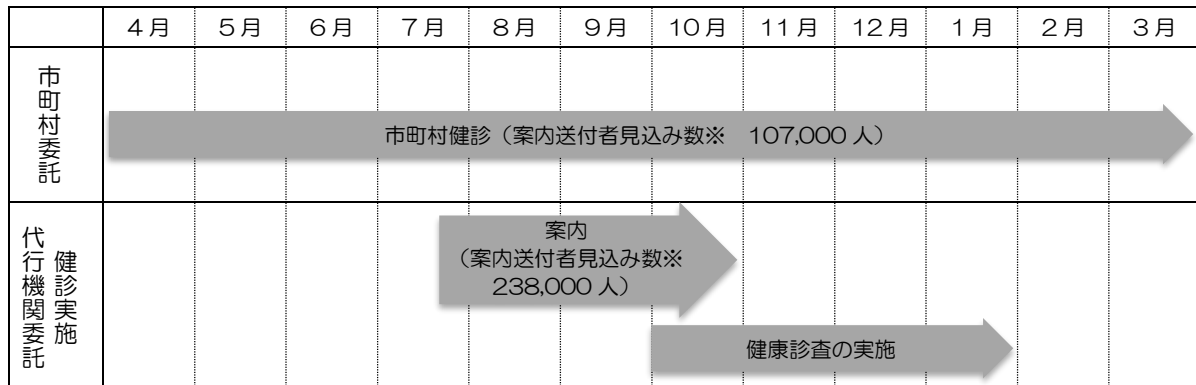 4月 5月 6月 7月 8月 9月 10月 11月 12月 1月 2月 3月
市町村委託
市町村健診（案内送付者見込み数※　107,000 人）
健診実施
代行機関委託
案内
（案内送付者見込み数※
238,000 人）
健康診査の実施